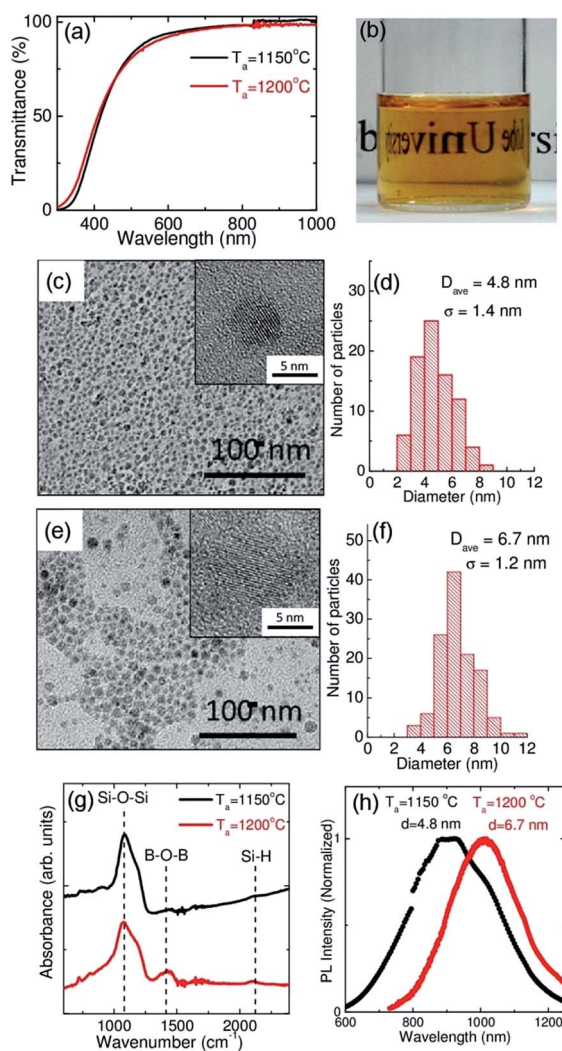 (a)
Transmittance (%)
100
50
0
Tₐ=1150°C
Tₐ=1200°C
400 600 800 1000
Wavelength (nm)
(b)
University
(c)
5 nm
100 nm
(d)
D_ave = 4.8 nm
σ = 1.4 nm
Number of particles
30
20
10
0
0 2 4 6 8 10 12
Diameter (nm)
(e)
5 nm
100 nm
(f)
D_ave = 6.7 nm
σ = 1.2 nm
Number of particles
50
40
30
20
10
0
0 2 4 6 8 10 12
Diameter (nm)
(g)
Si-O-Si
Tₐ=1150°C
Tₐ=1200°C
B-O-B
Si-H
Absorbance (arb. units)
1000 1500 2000
Wavenumber (cm⁻¹)
(h)
Tₐ=1150 °C
d=4.8 nm
Tₐ=1200 °C
d=6.7 nm
PL Intensity (Normalized)
1
0
600 800 1000 1200
Wavelength (nm)